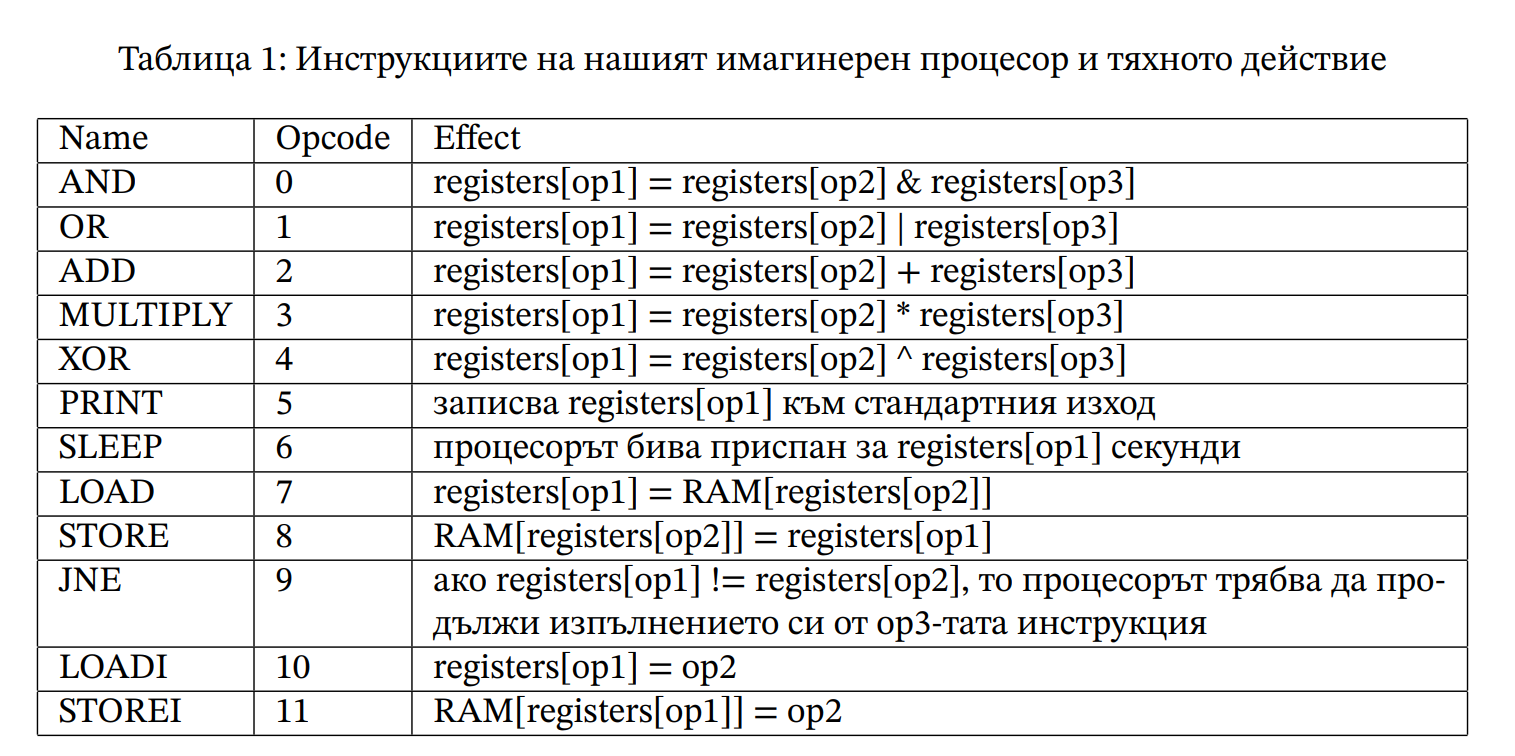 Таблица 1: Инструкциите на нашият имагинерен процесор и тяхното действие
Name Opcode Effect
AND 0 registers[op1] = registers[op2] & registers[op3]
OR 1 registers[op1] = registers[op2] | registers[op3]
ADD 2 registers[op1] = registers[op2] + registers[op3]
MULTIPLY 3 registers[op1] = registers[op2] * registers[op3]
XOR 4 registers[op1] = registers[op2] ^ registers[op3]
PRINT 5 записва registers[op1] към стандартния изход
SLEEP 6 процесорът бива приспан за registers[op1] секунди
LOAD 7 registers[op1] = RAM[registers[op2]]
STORE 8 RAM[registers[op2]] = registers[op1]
JNE 9 ако registers[op1] != registers[op2], то процесорът трябва да про-
дължи изпълнението си от op3-тата инструкция
LOADI 10 registers[op1] = op2
STOREI 11 RAM[registers[op1]] = op2